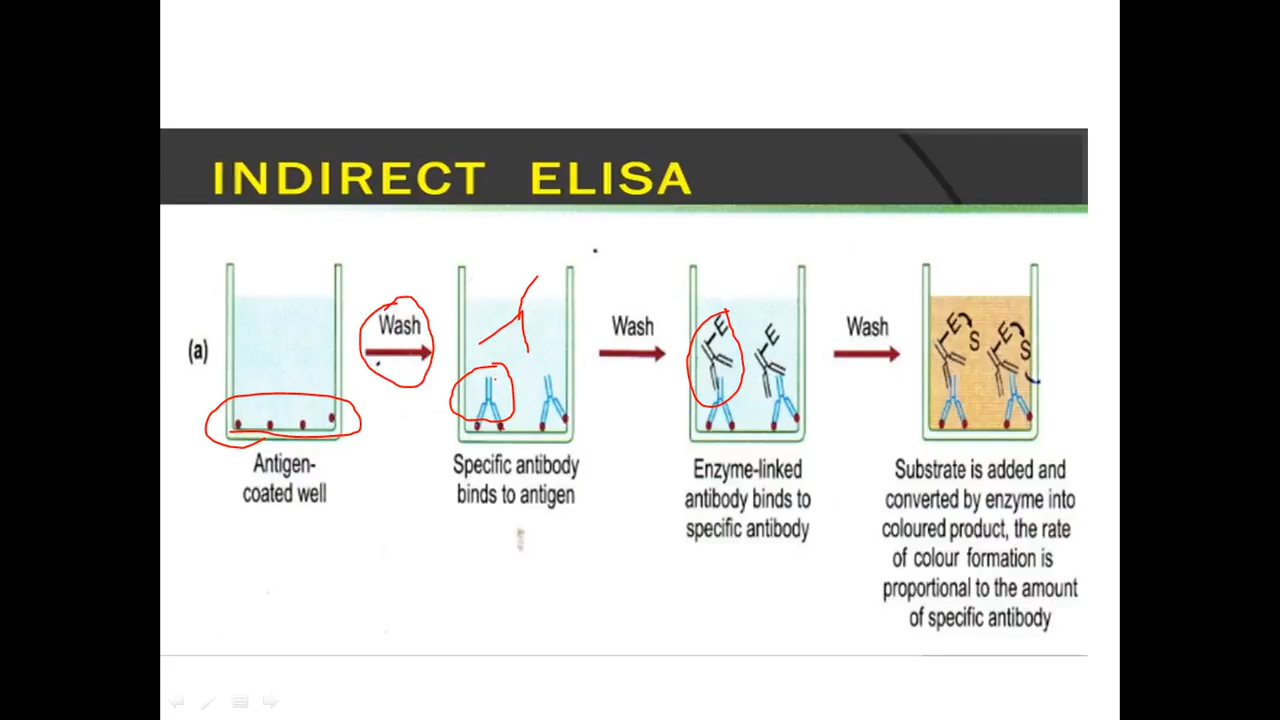 INDIRECT ELISA
(a)
Wash
Wash
Wash
E
E
E
S
E
S
Antigen-
coated well
Specific antibody
binds to antigen
Enzyme-linked
antibody binds to
specific antibody
Substrate is added and
converted by enzyme into
coloured product, the rate
of colour formation is
proportional to the amount
of specific antibody